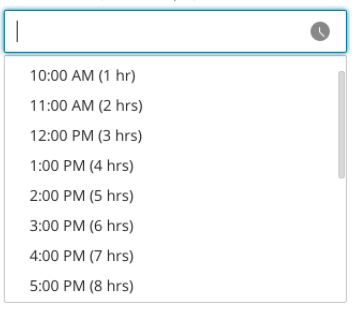 10:00 AM (1 hr)
11:00 AM (2 hrs)
12:00 PM (3 hrs)
1:00 PM (4 hrs)
2:00 PM (5 hrs)
3:00 PM (6 hrs)
4:00 PM (7 hrs)
5:00 PM (8 hrs)